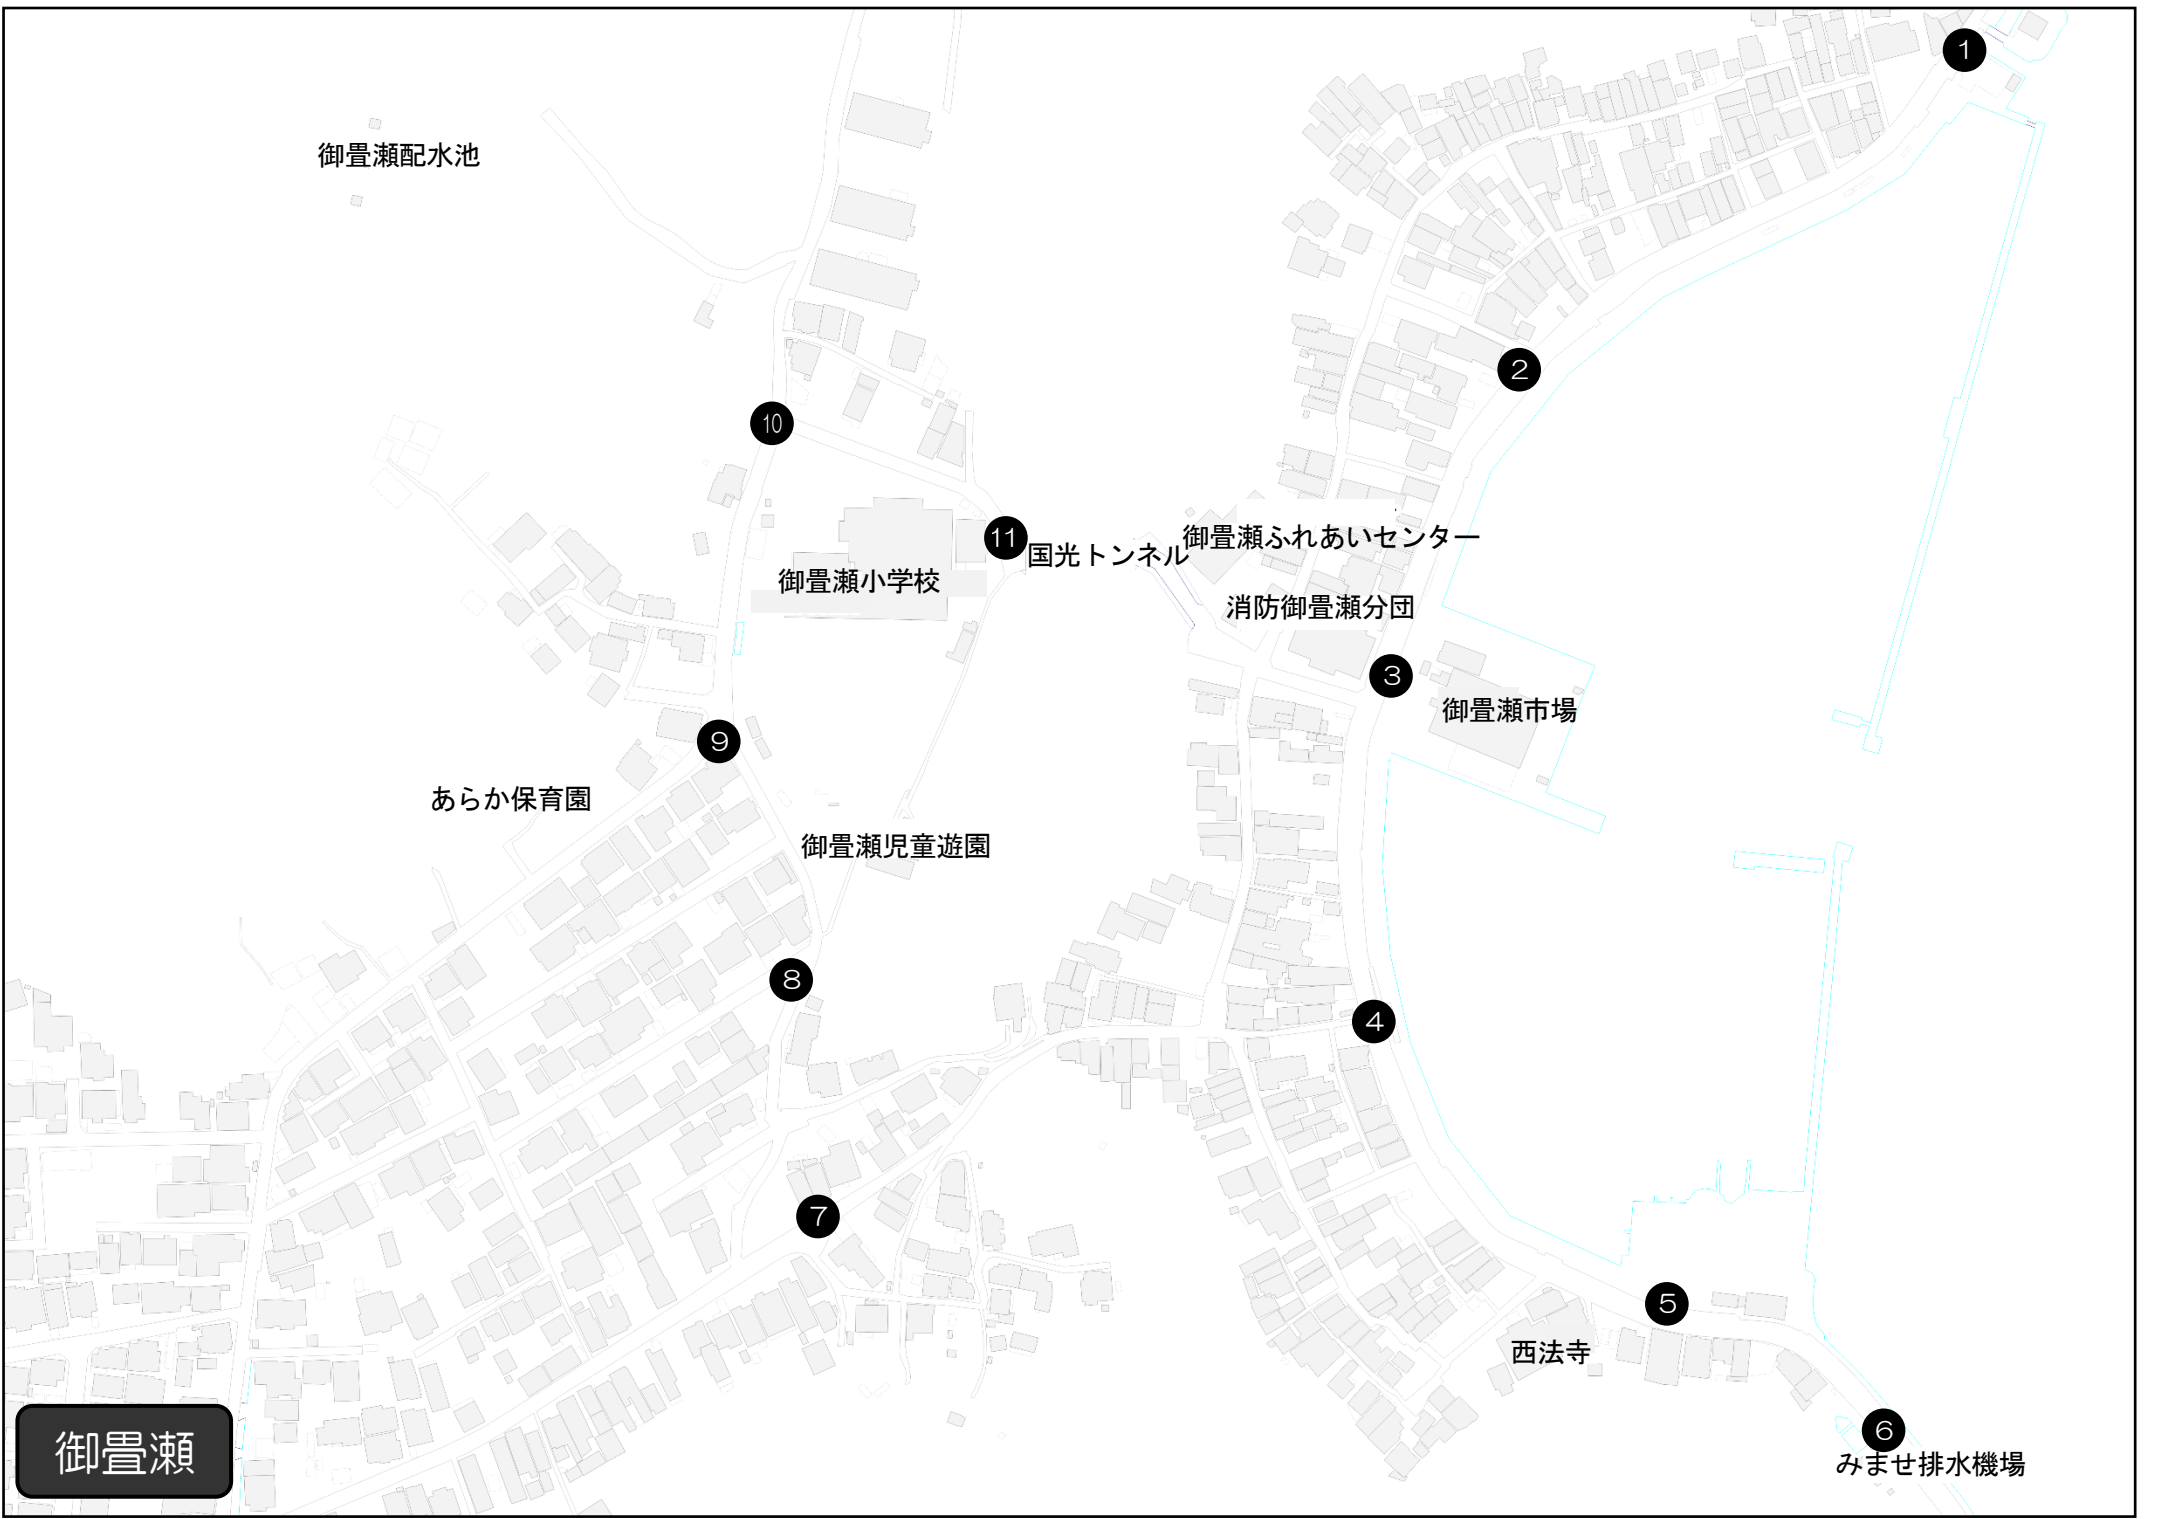 1
御畳瀬配水池
2
10
御畳瀬ふれあいセンター
11
国光トンネル
御畳瀬小学校
消防御畳瀬分団
3
御畳瀬市場
9
あらか保育園
御畳瀬児童遊園
8
4
7
5
西法寺
6
みませ排水機場
御畳瀬